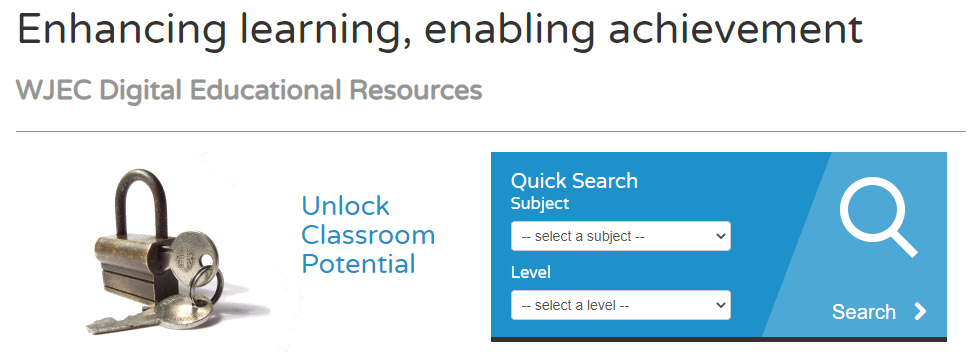 Enhancing learning, enabling achievement
WJEC Digital Educational Resources
Unlock
Classroom
Potential
Quick Search
Subject
-- select a subject --
Level
-- select a level --
Search